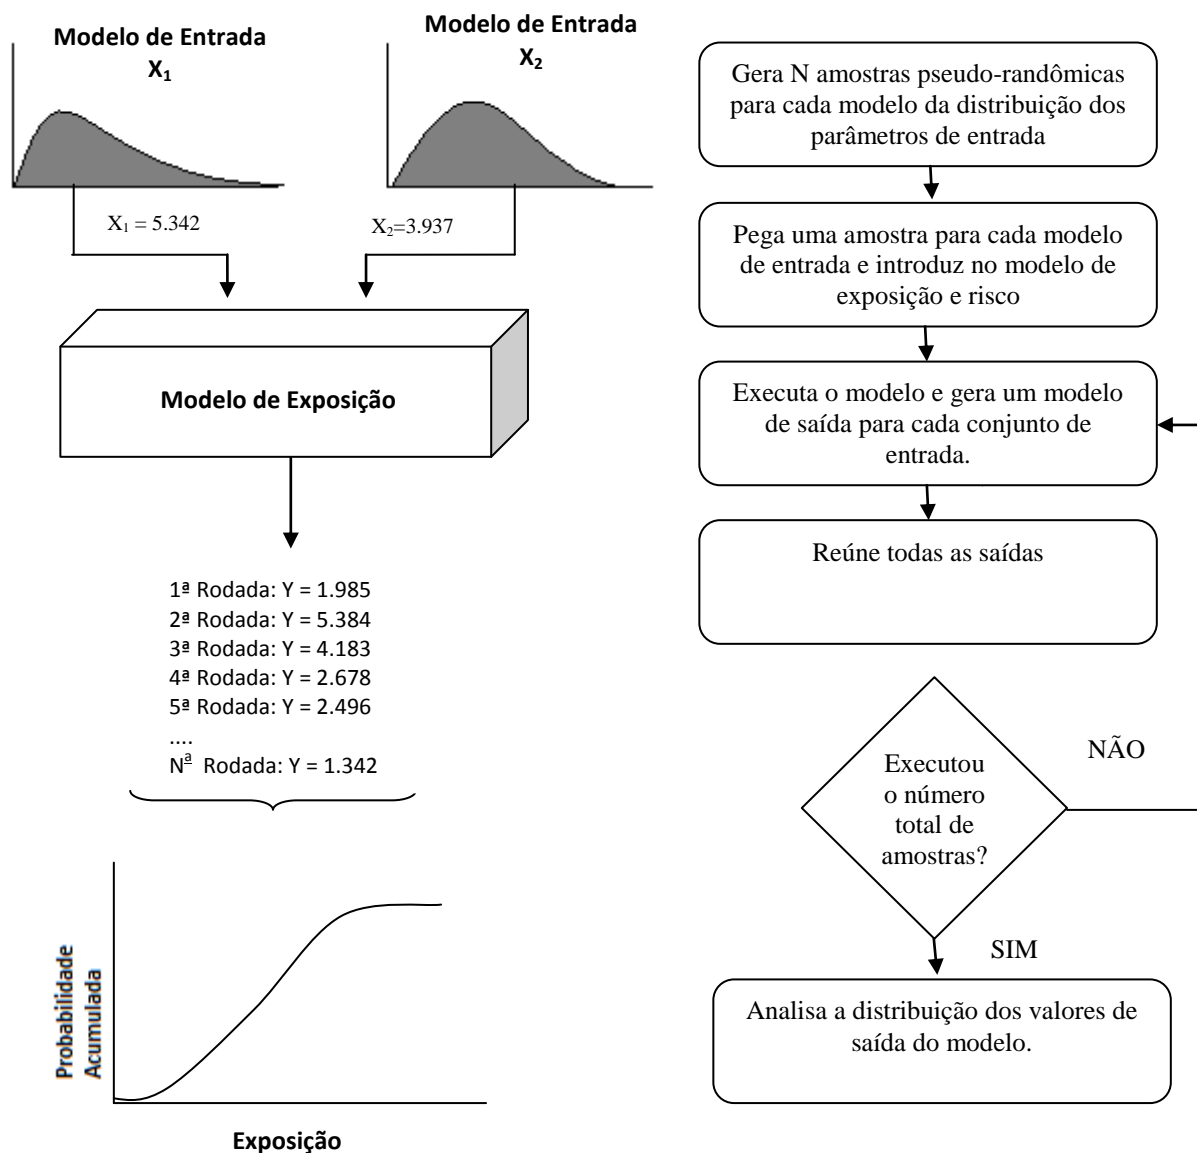 Modelo de Entrada
X₁
Modelo de Entrada
X₂
X₁ = 5.342
X₂=3.937
Modelo de Exposição
1ª Rodada: Y = 1.985
2ª Rodada: Y = 5.384
3ª Rodada: Y = 4.183
4ª Rodada: Y = 2.678
5ª Rodada: Y = 2.496
....
Nª Rodada: Y = 1.342
Probabilidade
Acumulada
Exposição
Gera N amostras pseudo-randômicas
para cada modelo da distribuição dos
parâmetros de entrada
Pega uma amostra para cada modelo
de entrada e introduz no modelo de
exposição e risco
Executa o modelo e gera um modelo
de saída para cada conjunto de
entrada.
Reúne todas as saídas
Executou
o número
total de
amostras?
NÃO
SIM
Analisa a distribuição dos valores de
saída do modelo.